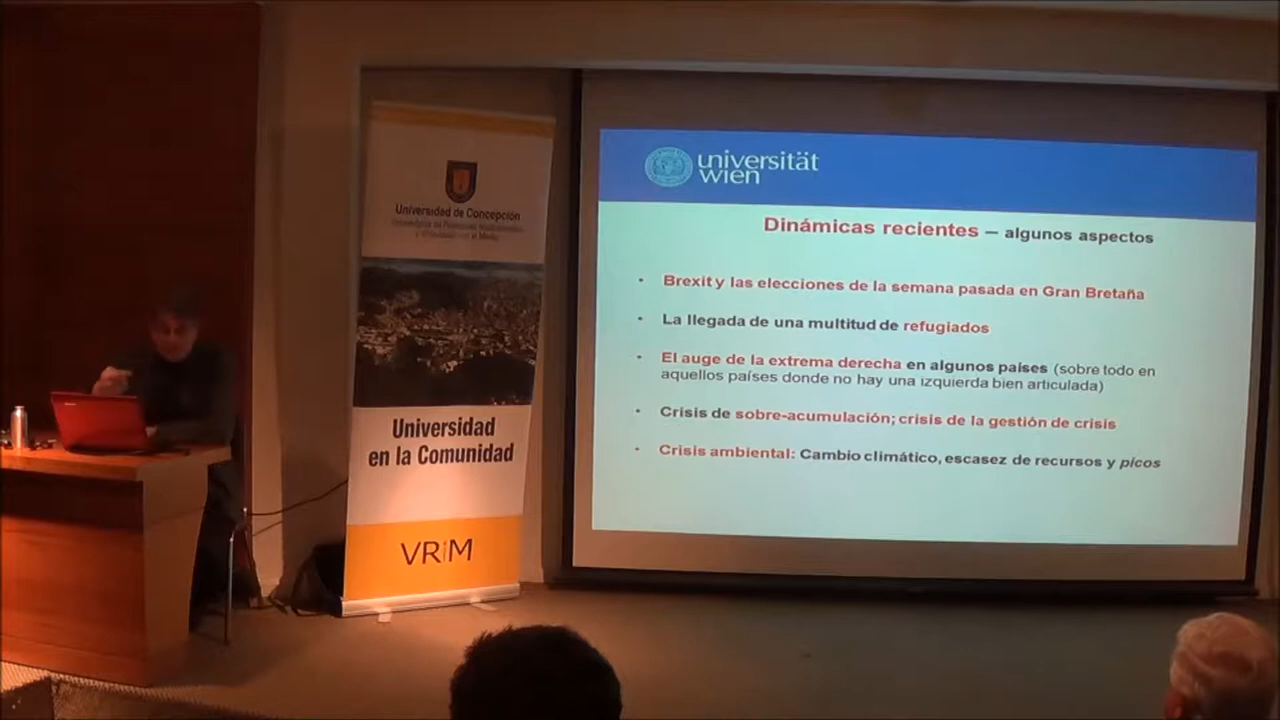 Universidad de Concepción
Universidad
en la Comunidad
VRiM
universität
wien
Dinámicas recientes – algunos aspectos
• Brexit y las elecciones de la semana pasada en Gran Bretaña
• La llegada de una multitud de refugiados
• El auge de la extrema derecha en algunos países (sobre todo en
aquellos países donde no hay una izquierda bien articulada)
• Crisis de sobre-acumulación; crisis de la gestión de crisis
• Crisis ambiental: Cambio climático, escasez de recursos y picos